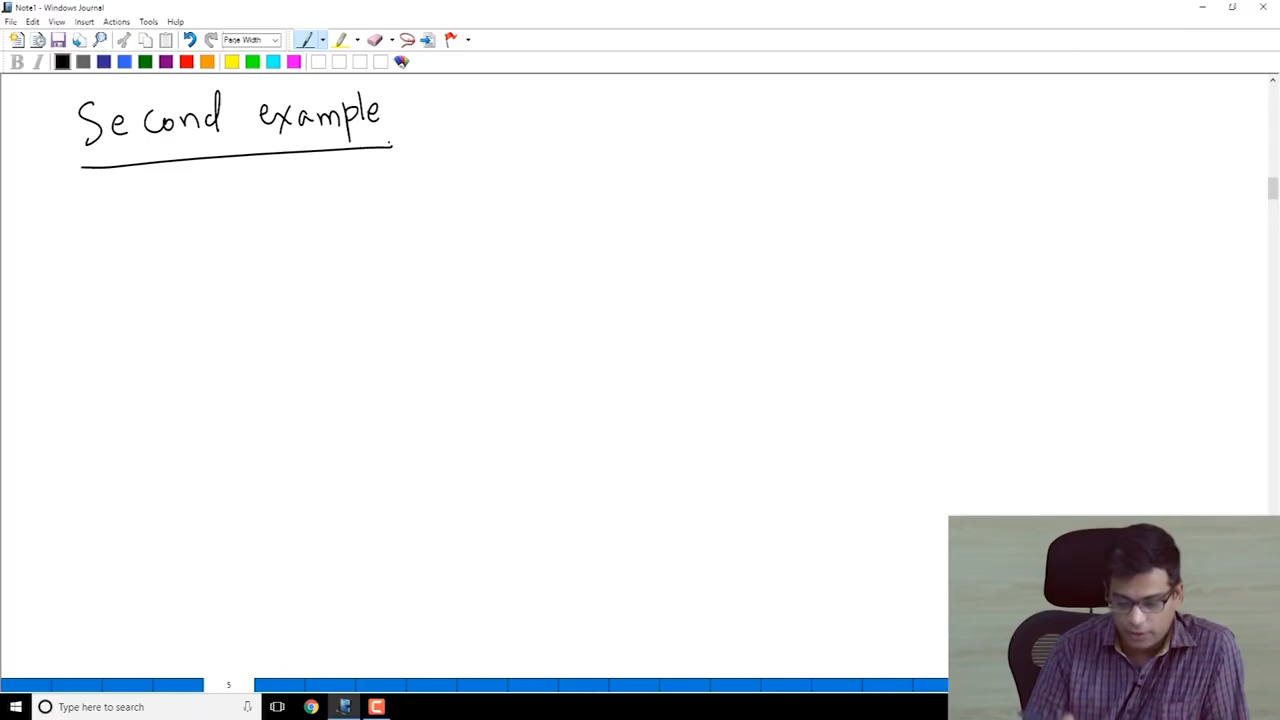 Note1 - Windows Journal
File Edit View Insert Actions Tools Help
Page Width
B I
Second example
5
Type here to search